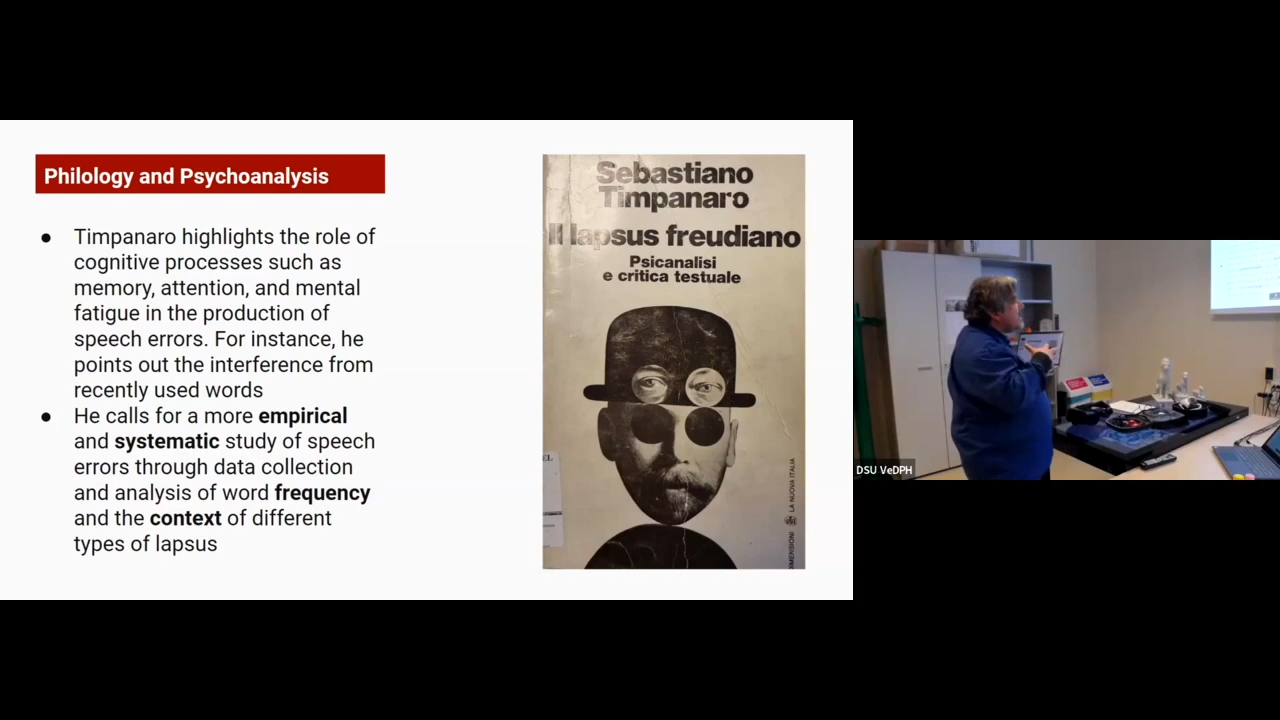 Philology and Psychoanalysis
● Timpanaro highlights the role of
cognitive processes such as
memory, attention, and mental
fatigue in the production of
speech errors. For instance, he
points out the interference from
recently used words
● He calls for a more empirical
and systematic study of speech
errors through data collection
and analysis of word frequency
and the context of different
types of lapsus
Sebastiano
Timpanaro
Il lapsus freudiano
Psicanalisi
e critica testuale
DIMENSIONI
LA NUOVA ITALIA
DSU VeDPH